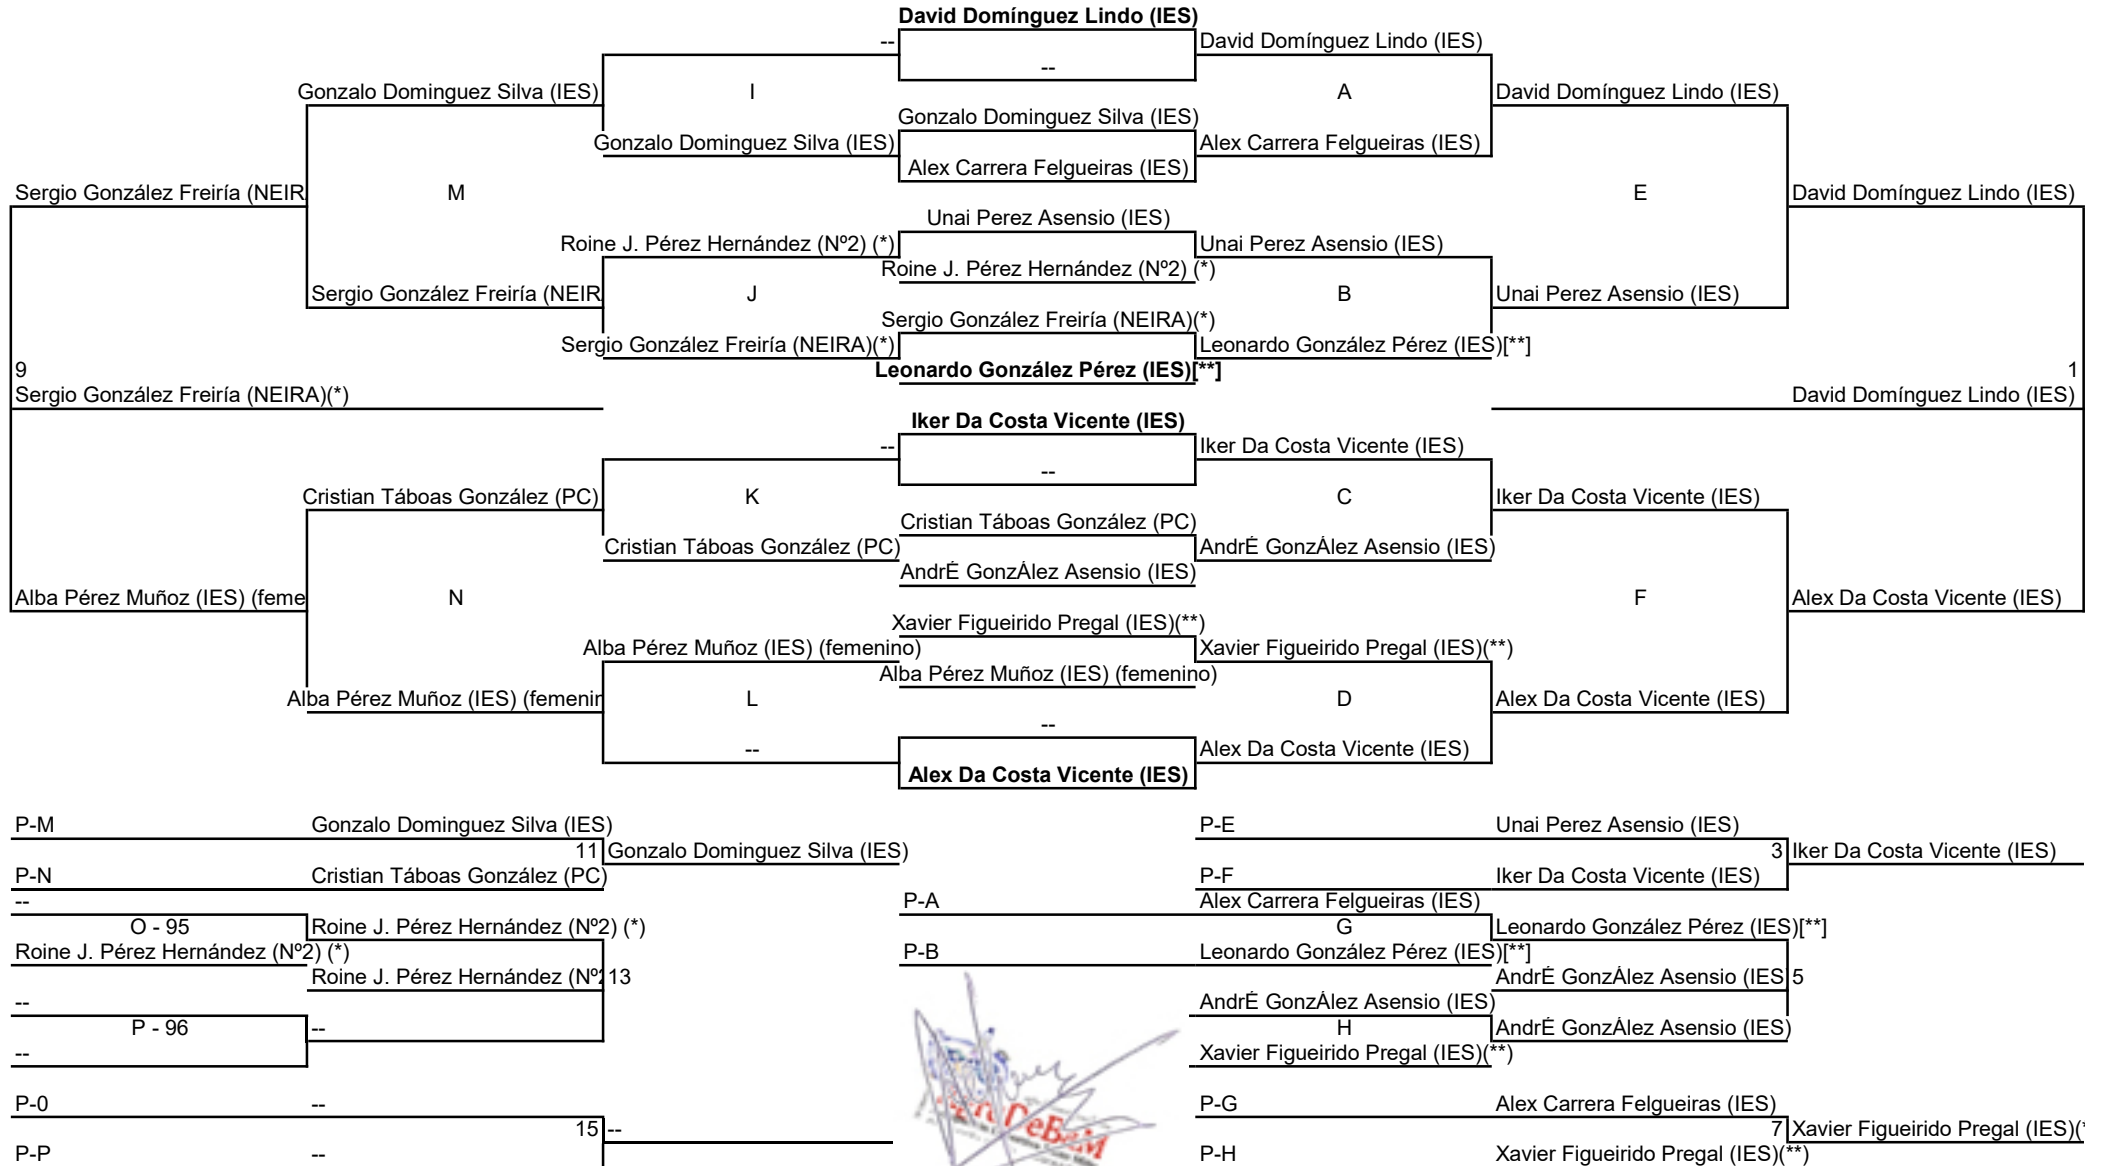 David Domínguez Lindo (IES)
-- David Domínguez Lindo (IES)
--
Gonzalo Dominguez Silva (IES) I A David Domínguez Lindo (IES)
Gonzalo Dominguez Silva (IES)
Gonzalo Dominguez Silva (IES) Alex Carrera Felgueiras (IES)
Alex Carrera Felgueiras (IES)
Sergio González Freiría (NEIR M E David Domínguez Lindo (IES)
Unai Perez Asensio (IES)
Roine J. Pérez Hernández (Nº2) (*) Unai Perez Asensio (IES)
Roine J. Pérez Hernández (Nº2) (*)
Sergio González Freiría (NEIR J B Unai Perez Asensio (IES)
Sergio González Freiría (NEIRA)(*)
Sergio González Freiría (NEIRA)(*) Leonardo González Pérez (IES)[**]
9 Leonardo González Pérez (IES)[**] 1
Sergio González Freiría (NEIRA)(*) David Domínguez Lindo (IES)
Iker Da Costa Vicente (IES)
-- Iker Da Costa Vicente (IES)
--
Cristian Táboas González (PC) K C Iker Da Costa Vicente (IES)
Cristian Táboas González (PC)
Cristian Táboas González (PC) AndrÉ GonzÁlez Asensio (IES)
AndrÉ GonzÁlez Asensio (IES)
Alba Pérez Muñoz (IES) (feme N F Alex Da Costa Vicente (IES)
Xavier Figueirido Pregal (IES)(**)
Alba Pérez Muñoz (IES) (femenino) Xavier Figueirido Pregal (IES)(**)
Alba Pérez Muñoz (IES) (femenino)
Alba Pérez Muñoz (IES) (femenin L D Alex Da Costa Vicente (IES)
--
-- Alex Da Costa Vicente (IES)
Alex Da Costa Vicente (IES)
P-M Gonzalo Dominguez Silva (IES)
11 Gonzalo Dominguez Silva (IES)
P-N Cristian Táboas González (PC)
--
O - 95 Roine J. Pérez Hernández (Nº2) (*)
Roine J. Pérez Hernández (Nº2) (*)
Roine J. Pérez Hernández (Nº2 13
--
P - 96 --
--
P-0 --
15 --
P-P --
P-E Unai Perez Asensio (IES)
3 Iker Da Costa Vicente (IES)
P-F Iker Da Costa Vicente (IES)
P-A Alex Carrera Felgueiras (IES)
G Leonardo González Pérez (IES)[**]
P-B Leonardo González Pérez (IES)[**]
AndrÉ GonzÁlez Asensio (IES 5
AndrÉ GonzÁlez Asensio (IES)
H AndrÉ GonzÁlez Asensio (IES)
Xavier Figueirido Pregal (IES)(**)
P-G Alex Carrera Felgueiras (IES)
7 Xavier Figueirido Pregal (IES)(*
P-H Xavier Figueirido Pregal (IES)(**)